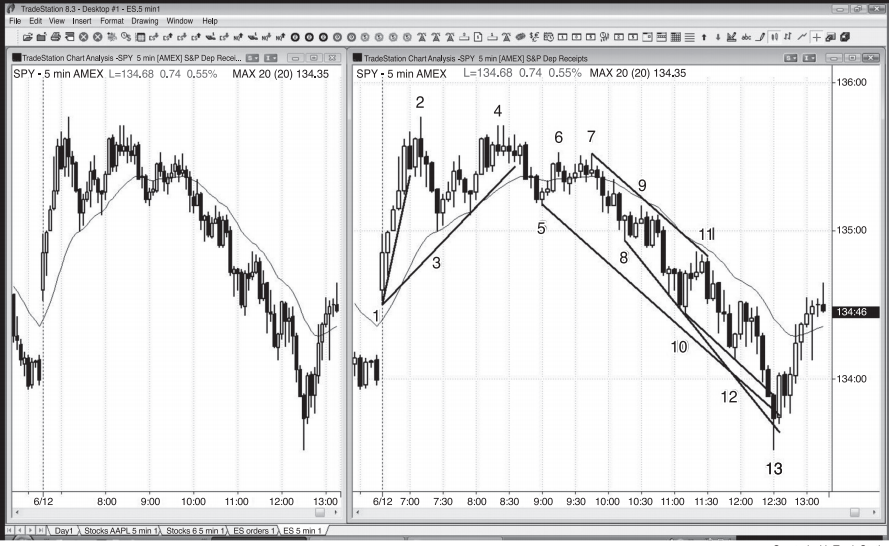 TradeStation 8.3 - Desktop #1 - ES.5 min1
File Edit View Insert Format Drawing Window Help
TradeStation Chart Analysis -SPY 5 min [AMEX] S&P Dep Recei...
SPY - 5 min AMEX L=134.68 0.74 0.55% MAX 20 (20) 134.35
6/12 8:00 9:00 10:00 11:00 12:00 13:00
TradeStation Chart Analysis -SPY 5 min [AMEX] S&P Dep Receipts
SPY - 5 min AMEX L=134.68 0.74 0.55% MAX 20 (20) 134.35
136:00
2
4
6
7
9
135:00
5
11
8
3
1
134:46
10
134:00
12
13
6/12 7:00 7:30 8:00 8:30 9:00 9:30 10:00 10:30 11:00 11:30 12:00 12:30 13:00
Day1 Stocks AAPL 5 min 1 Stocks 6 5 min 1 ES orders 1 ES 5 min 1